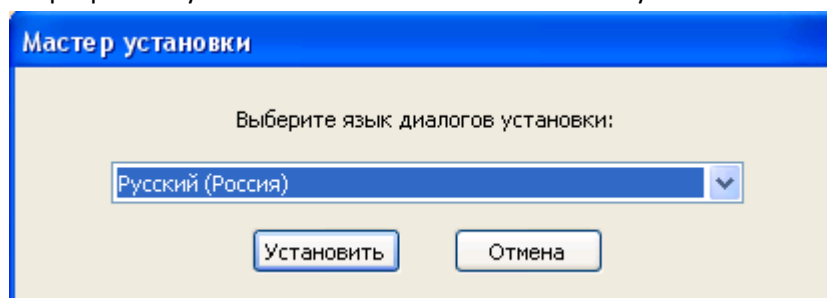 Мастер установки
Выберите язык диалогов установки:
Русский (Россия)
Установить
Отмена